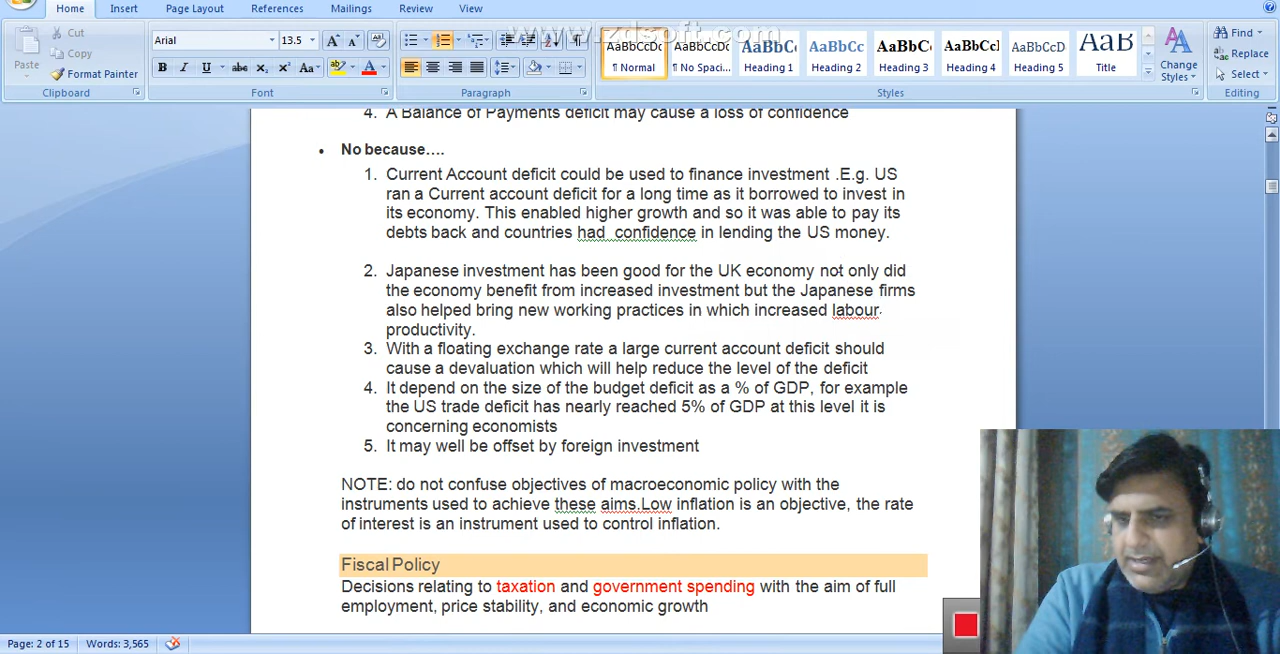 Home Insert Page Layout References Mailings Review View
www.zdsoft.com
Cut
Copy
Format Painter
Paste
Clipboard
Arial 13.5
Font
Paragraph
AaBbCcDc AaBbCcDc AaBbC AaBbCc AaBbC AaBbCcI AaBbCcD AaB
¶ Normal ¶ No Spaci... Heading 1 Heading 2 Heading 3 Heading 4 Heading 5 Title
Change Styles
Styles
Find
Replace
Select
Editing
4. A Balance of Payments deficit may cause a loss of confidence
• No because….
1. Current Account deficit could be used to finance investment .E.g. US
ran a Current account deficit for a long time as it borrowed to invest in
its economy. This enabled higher growth and so it was able to pay its
debts back and countries had  confidence in lending the US money.
2. Japanese investment has been good for the UK economy not only did
the economy benefit from increased investment but the Japanese firms
also helped bring new working practices in which increased labour
productivity.
3. With a floating exchange rate a large current account deficit should
cause a devaluation which will help reduce the level of the deficit
4. It depend on the size of the budget deficit as a % of GDP, for example
the US trade deficit has nearly reached 5% of GDP at this level it is
concerning economists
5. It may well be offset by foreign investment
NOTE: do not confuse objectives of macroeconomic policy with the
instruments used to achieve these aims.Low inflation is an objective, the rate
of interest is an instrument used to control inflation.
Fiscal Policy
Decisions relating to taxation and government spending with the aim of full
employment, price stability, and economic growth
Page: 2 of 15 Words: 3,565